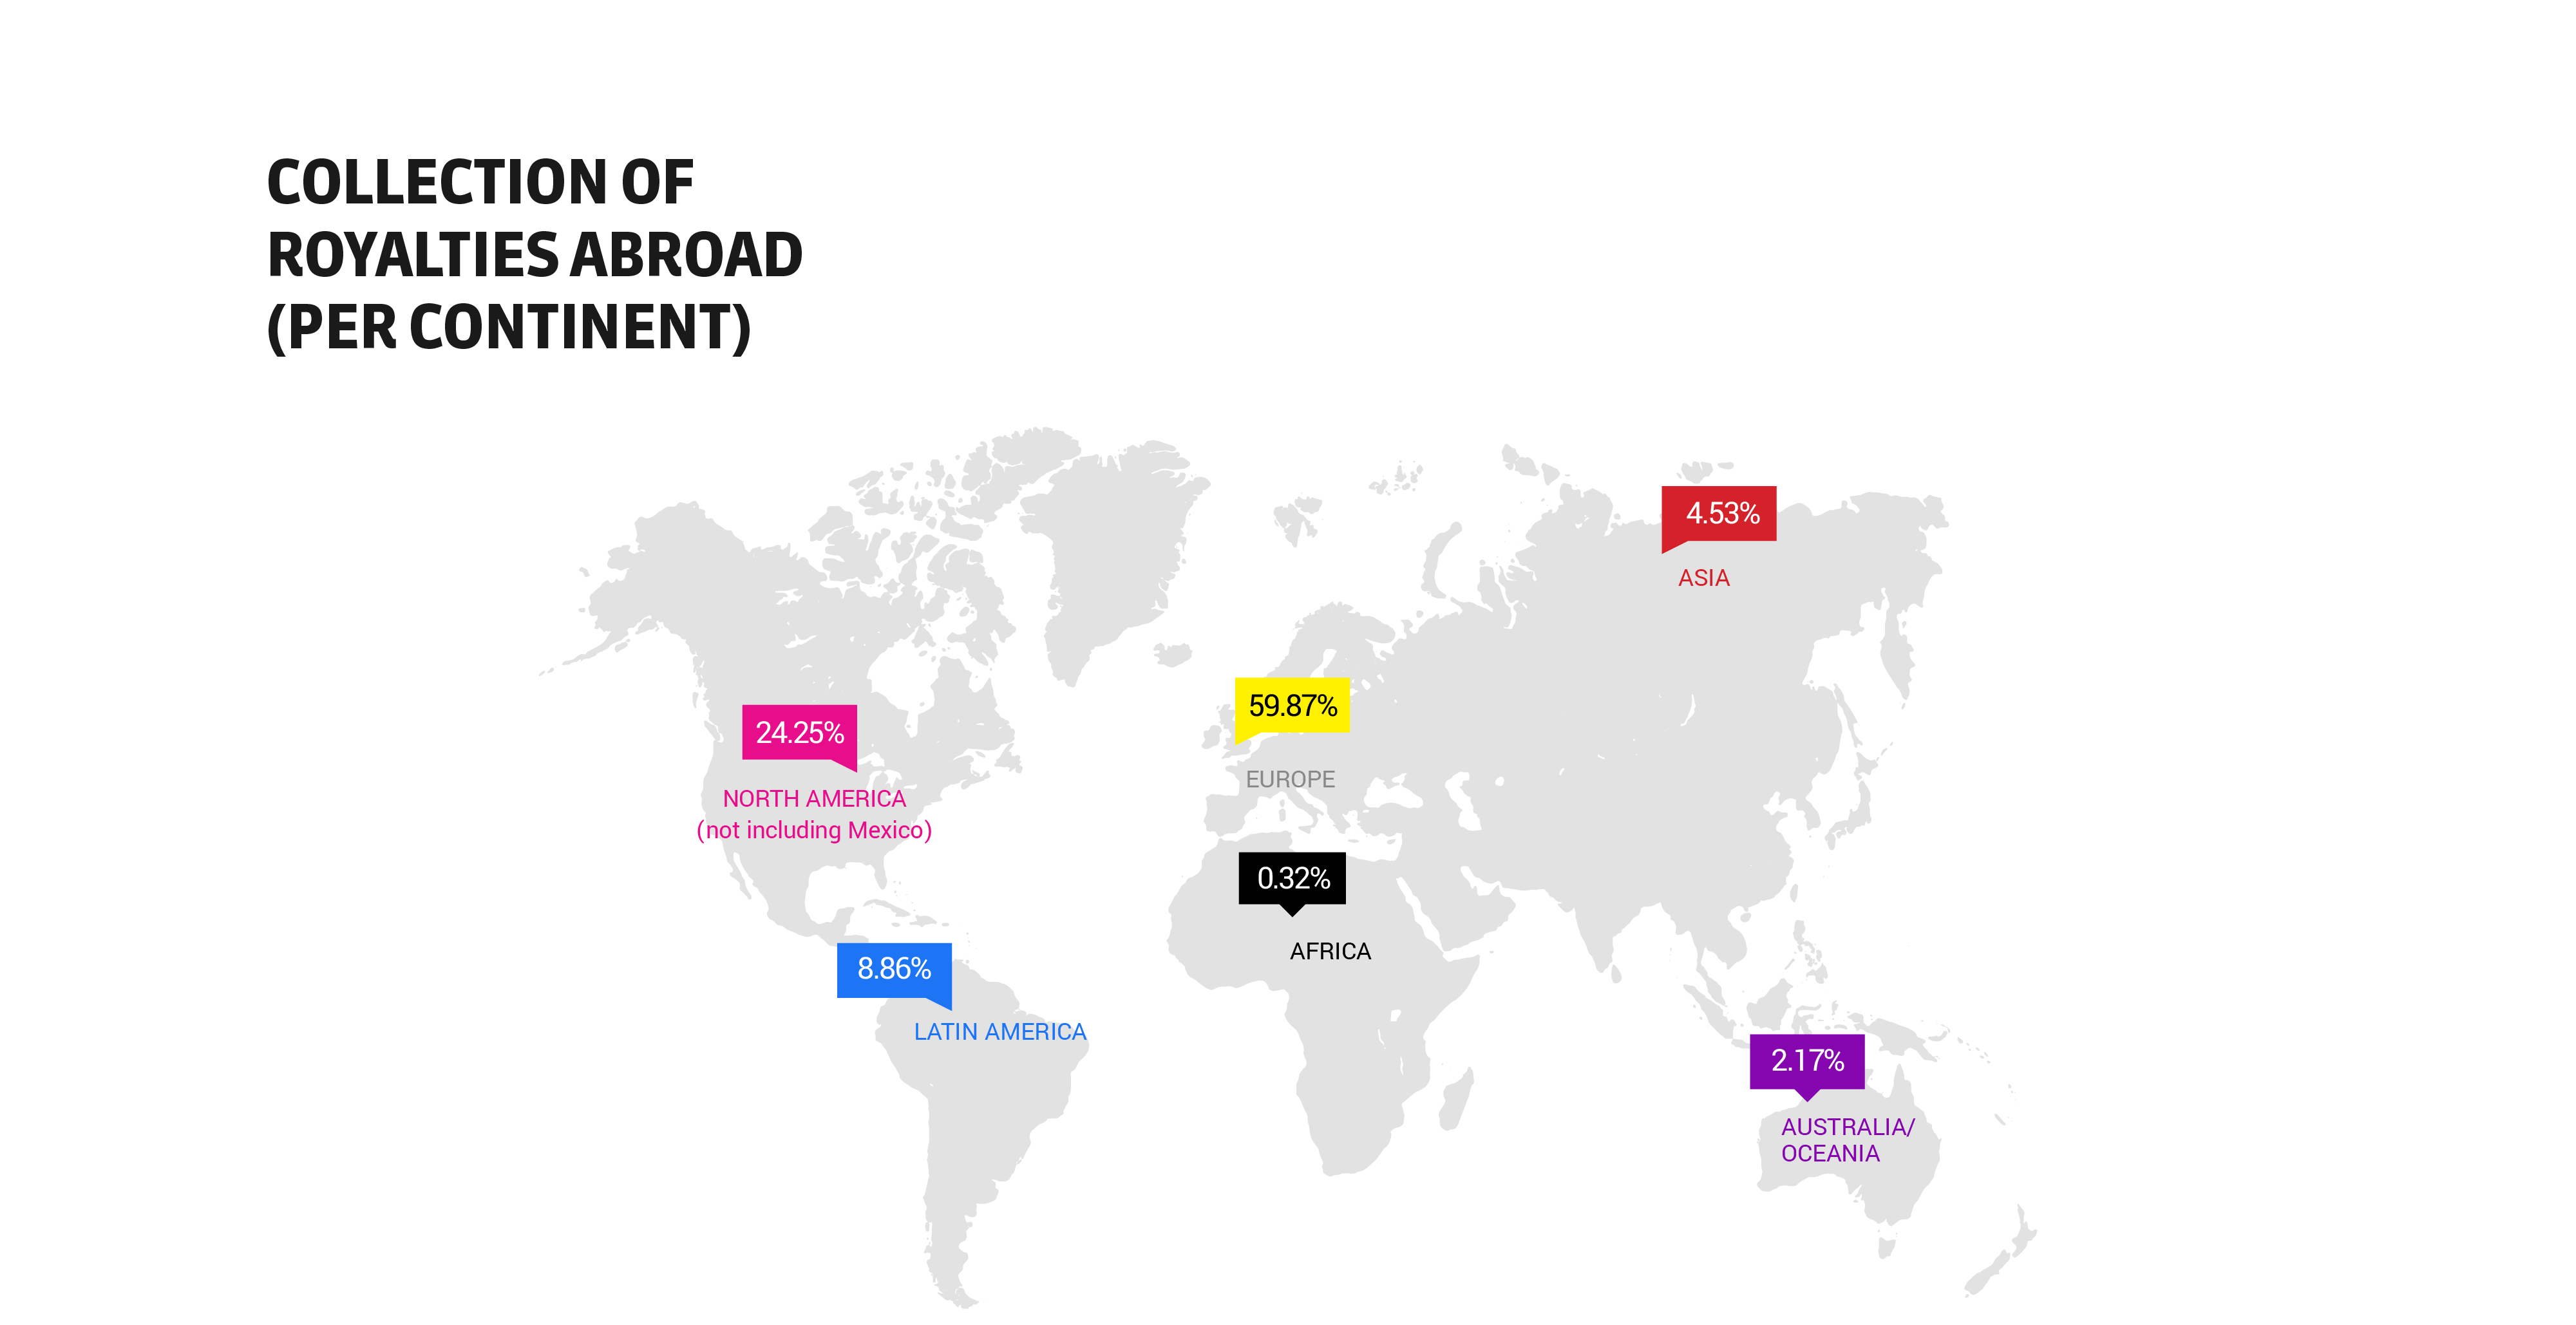 COLLECTION OF
ROYALTIES ABROAD
(PER CONTINENT)
4.53%
ASIA
59.87%
EUROPE
24.25%
NORTH AMERICA
(not including Mexico)
0.32%
AFRICA
8.86%
LATIN AMERICA
2.17%
AUSTRALIA/
OCEANIA